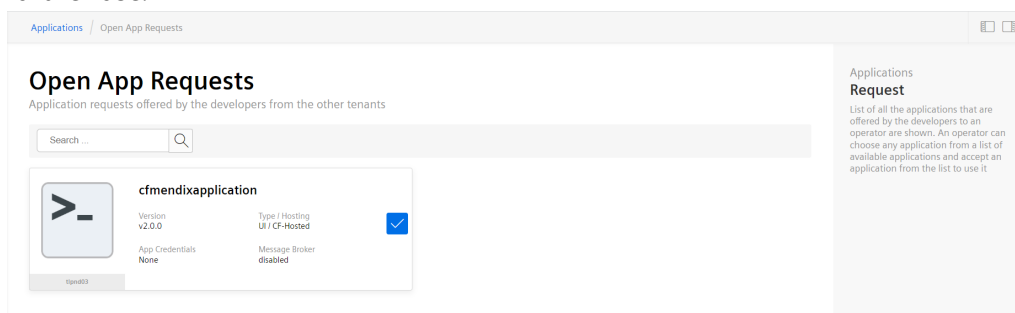 Applications / Open App Requests
Open App Requests
Application requests offered by the developers from the other tenants
Search ...
cfmendixapplication
Version
v2.0.0
Type / Hosting
UI / CF-Hosted
App Credentials
None
Message Broker
disabled
Applications
Request
List of all the applications that are
offered by the developers to an
operator are shown. An operator can
choose any application from a list of
available applications and accept an
application from the list to use it